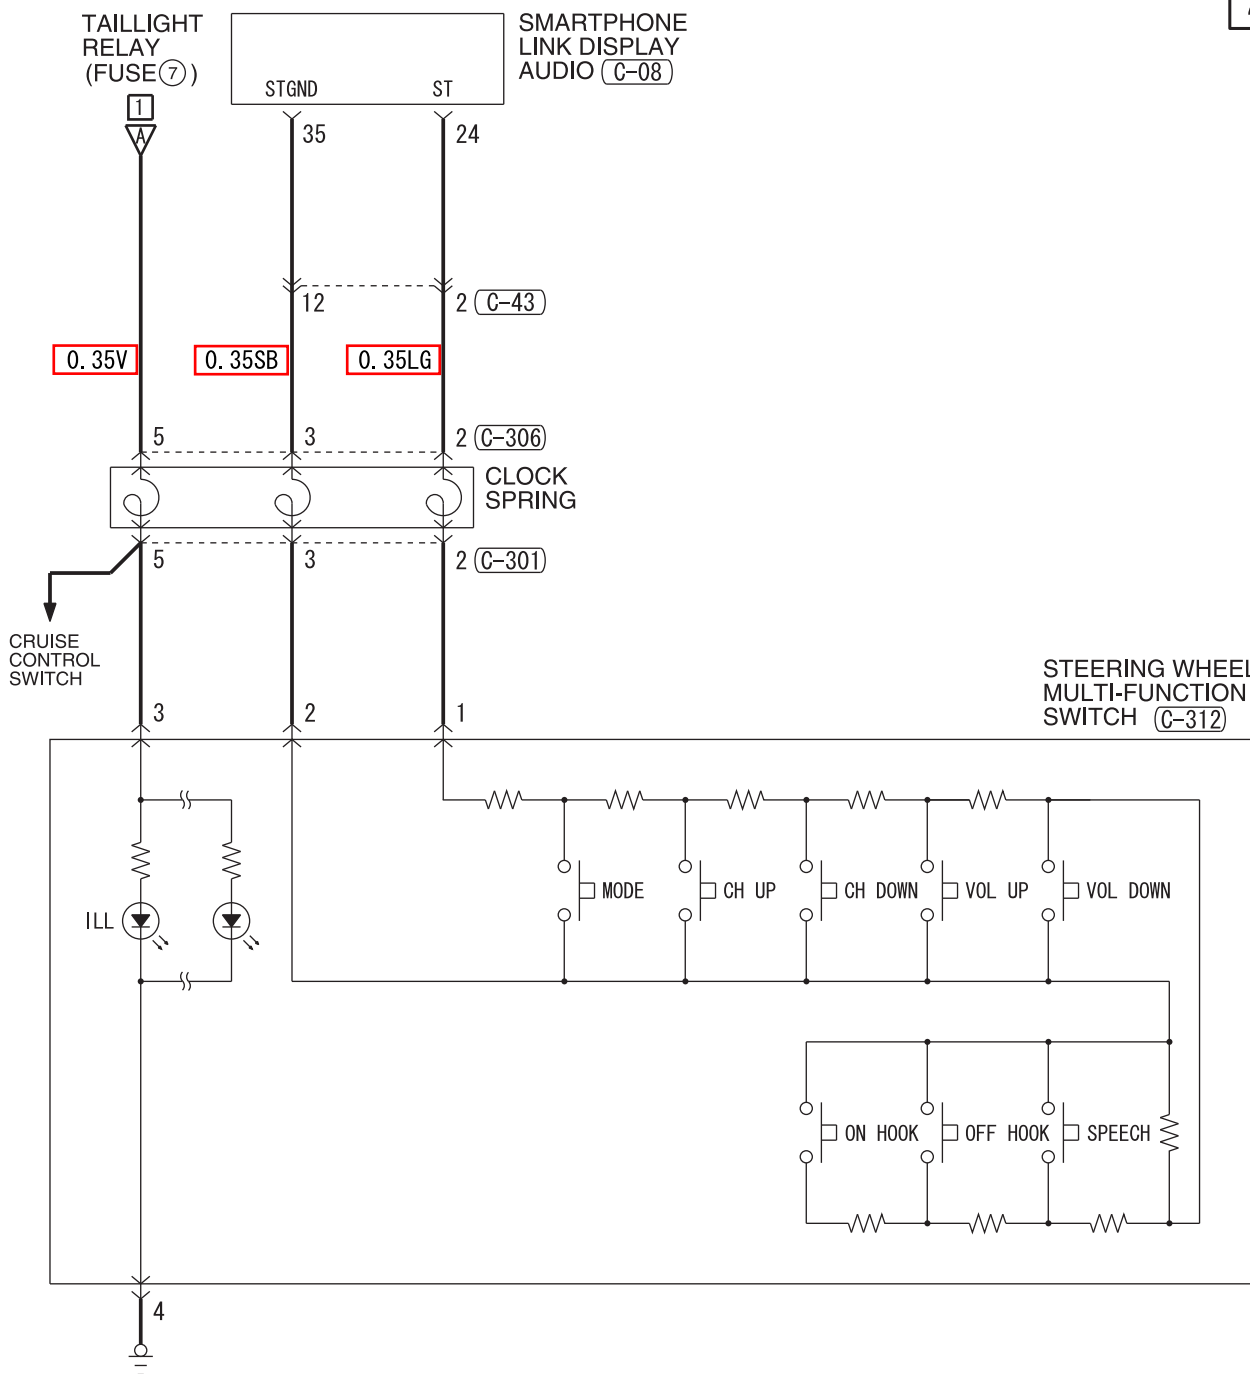 TAILLIGHT
RELAY
(FUSE⑦)
1
A
SMARTPHONE
LINK DISPLAY
AUDIO C-08
STGND ST
35 24
12 2 C-43
0.35V 0.35SB 0.35LG
5 3 2 C-306
CLOCK
SPRING
5 3 2 C-301
CRUISE
CONTROL
SWITCH
STEERING WHEEL
MULTI-FUNCTION
SWITCH C-312
3 2 1
MODE CH UP CH DOWN VOL UP VOL DOWN
ILL
ON HOOK OFF HOOK SPEECH
4